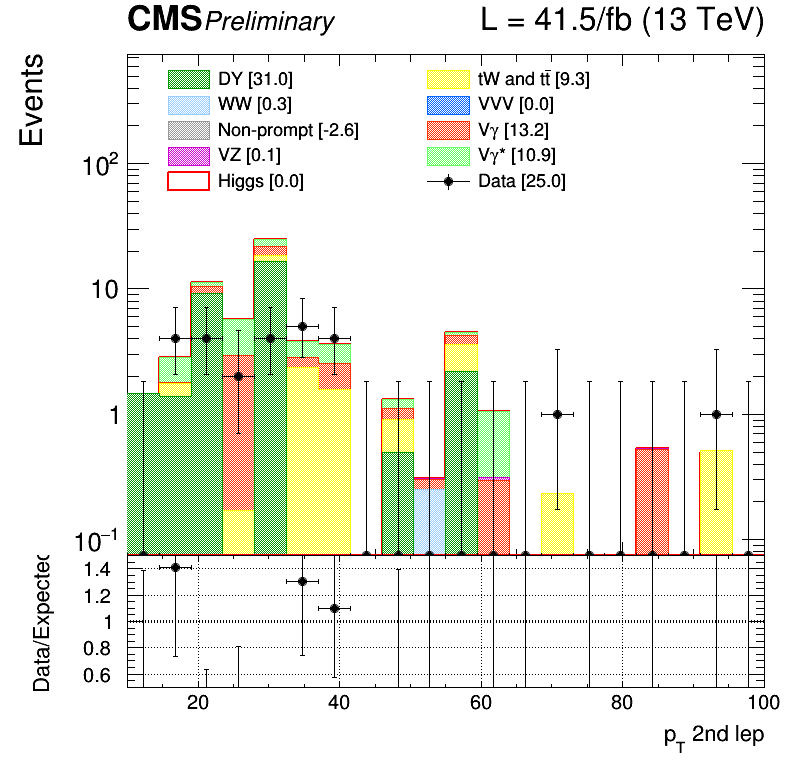 CMS Preliminary L = 41.5/fb (13 TeV)
Events
DY [31.0]
WW [0.3]
Non-prompt [-2.6]
VZ [0.1]
Higgs [0.0]
tW and tt̄ [9.3]
VVV [0.0]
Vγ [13.2]
Vγ* [10.9]
Data [25.0]
10²
10
1
10⁻¹
Data/Expected
1.4
1.2
1
0.8
0.6
20 40 60 80 100
p_T 2nd lep